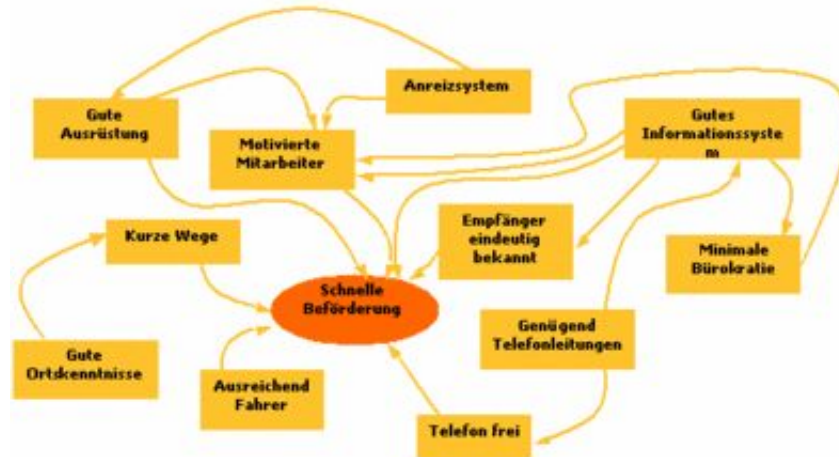 Anreizsystem
Gute
Ausrüstung
Gutes
Informationssyste
m
Motivierte
Mitarbeiter
Empfänger
eindeutig
bekannt
Kurze Wege
Minimale
Bürokratie
Schnelle
Beförderung
Genügend
Telefonleitungen
Gute
Ortskenntnisse
Ausreichend
Fahrer
Telefon frei